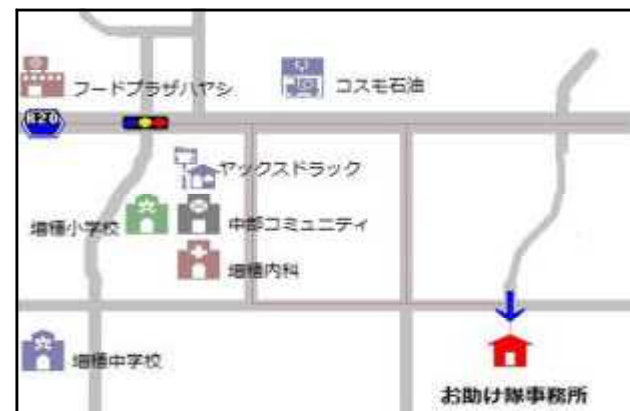 フードプラザハヤシ
コスモ石油
R20
ヤックスドラック
増穂小学校
中部コミュニティ
増穂内科
増穂中学校
お助け隊事務所